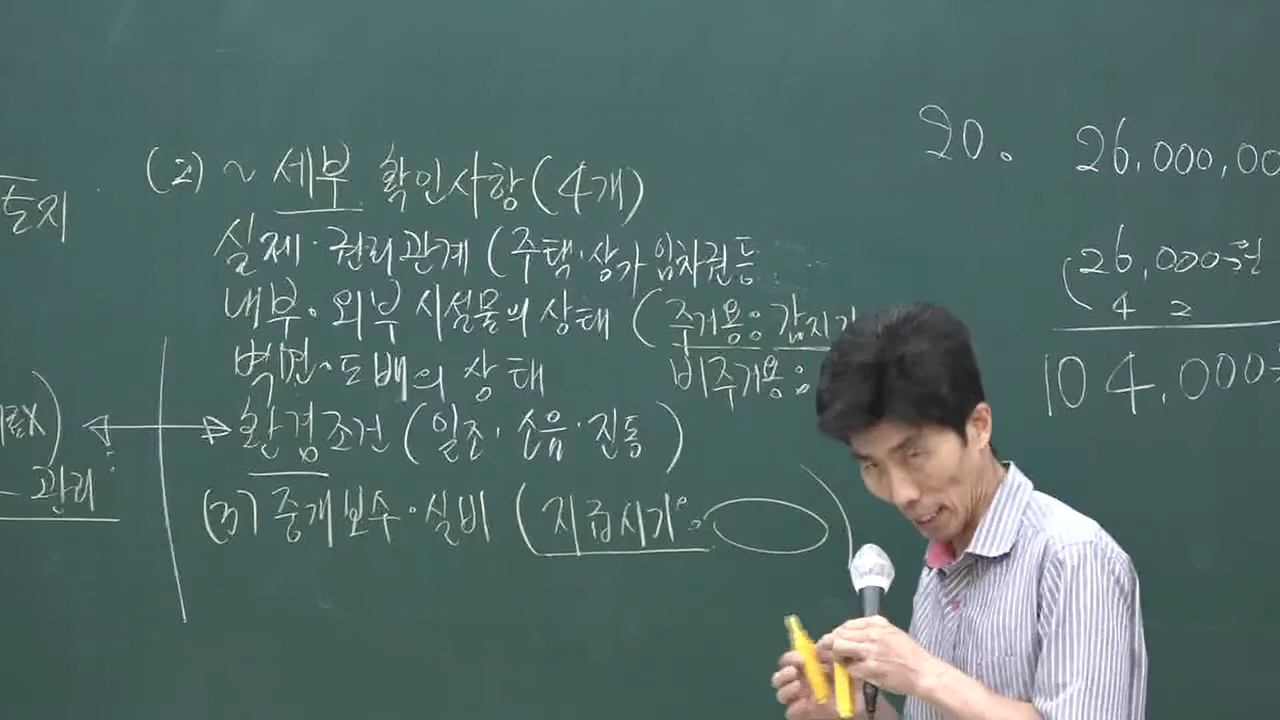 토지
관리
(2) ~ 세부 확인사항 (4개)
실제·권리관계 (주택·상가임차권등
내부·외부 시설물의 상태 (주거용: 갑지기
비주거용:
벽면·도배의 상태
환경조건 (일조·소음·진동)
(3) 중개보수·실비 (지급시기:
20.
26,000,00
(26,000원
4 2
104,000